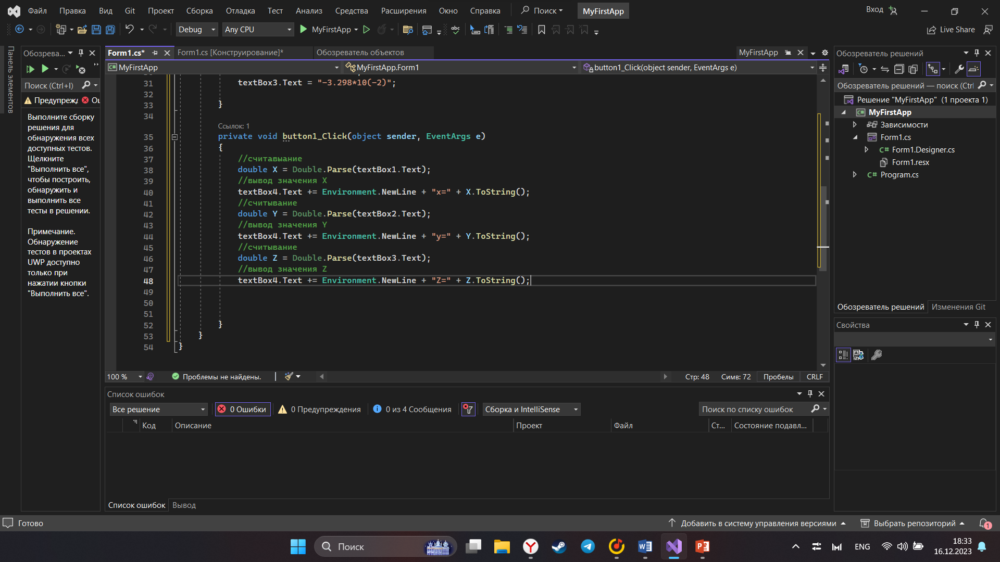 Файл Правка Вид Git Проект Сборка Отладка Тест Анализ Средства Расширения Окно Справка Поиск MyFirstApp Вход
Debug Any CPU MyFirstApp Live Share
Панель элементов
Обозрева...
Поиск (Ctrl+I)
Предупреж
Выполните сборку
решения для
обнаружения всех
доступных тестов.
Щелкните
"Выполнить все",
чтобы построить,
обнаружить и
выполнить все
тесты в решении.
Примечание.
Обнаружение
тестов в проектах
UWP доступно
только при
нажатии кнопки
"Выполнить все".
Form1.cs* Form1.cs [Конструирование]* Обозреватель объектов MyFirstApp
MyFirstApp MyFirstApp.Form1 button1_Click(object sender, EventArgs e)
31 textBox3.Text = "-3.298*10(-2)";
32
33 }
34
Ссылок: 1
35 private void button1_Click(object sender, EventArgs e)
36 {
37 //считавыание
38 double X = Double.Parse(textBox1.Text);
39 //вывод значения X
40 textBox4.Text += Environment.NewLine + "x=" + X.ToString();
41 //считывание
42 double Y = Double.Parse(textBox2.Text);
43 //вывод значения Y
44 textBox4.Text += Environment.NewLine + "y=" + Y.ToString();
45 //считывание
46 double Z = Double.Parse(textBox3.Text);
47 //вывод значения Z
48 textBox4.Text += Environment.NewLine + "Z=" + Z.ToString();
49
50
51
52 }
53 }
54 }
100 % Проблемы не найдены. Стр: 48 Симв: 72 Пробелы CRLF
Список ошибок
Все решение 0 Ошибки 0 Предупреждения 0 из 4 Сообщения Сборка и IntelliSense Поиск по списку ошибок
Код Описание Проект Файл Ст... Состояние подавл...
Список ошибок Вывод
Обозреватель решений
Обозреватель решений — поиск (Ctrl
Решение "MyFirstApp" (1 проекта 1)
MyFirstApp
Зависимости
Form1.cs
C# Form1.Designer.cs
Form1.resx
C# Program.cs
Обозреватель решений Изменения Git
Свойства
Готово Добавить в систему управления версиями Выбрать репозиторий 1
Поиск ENG 18:33
16.12.2023